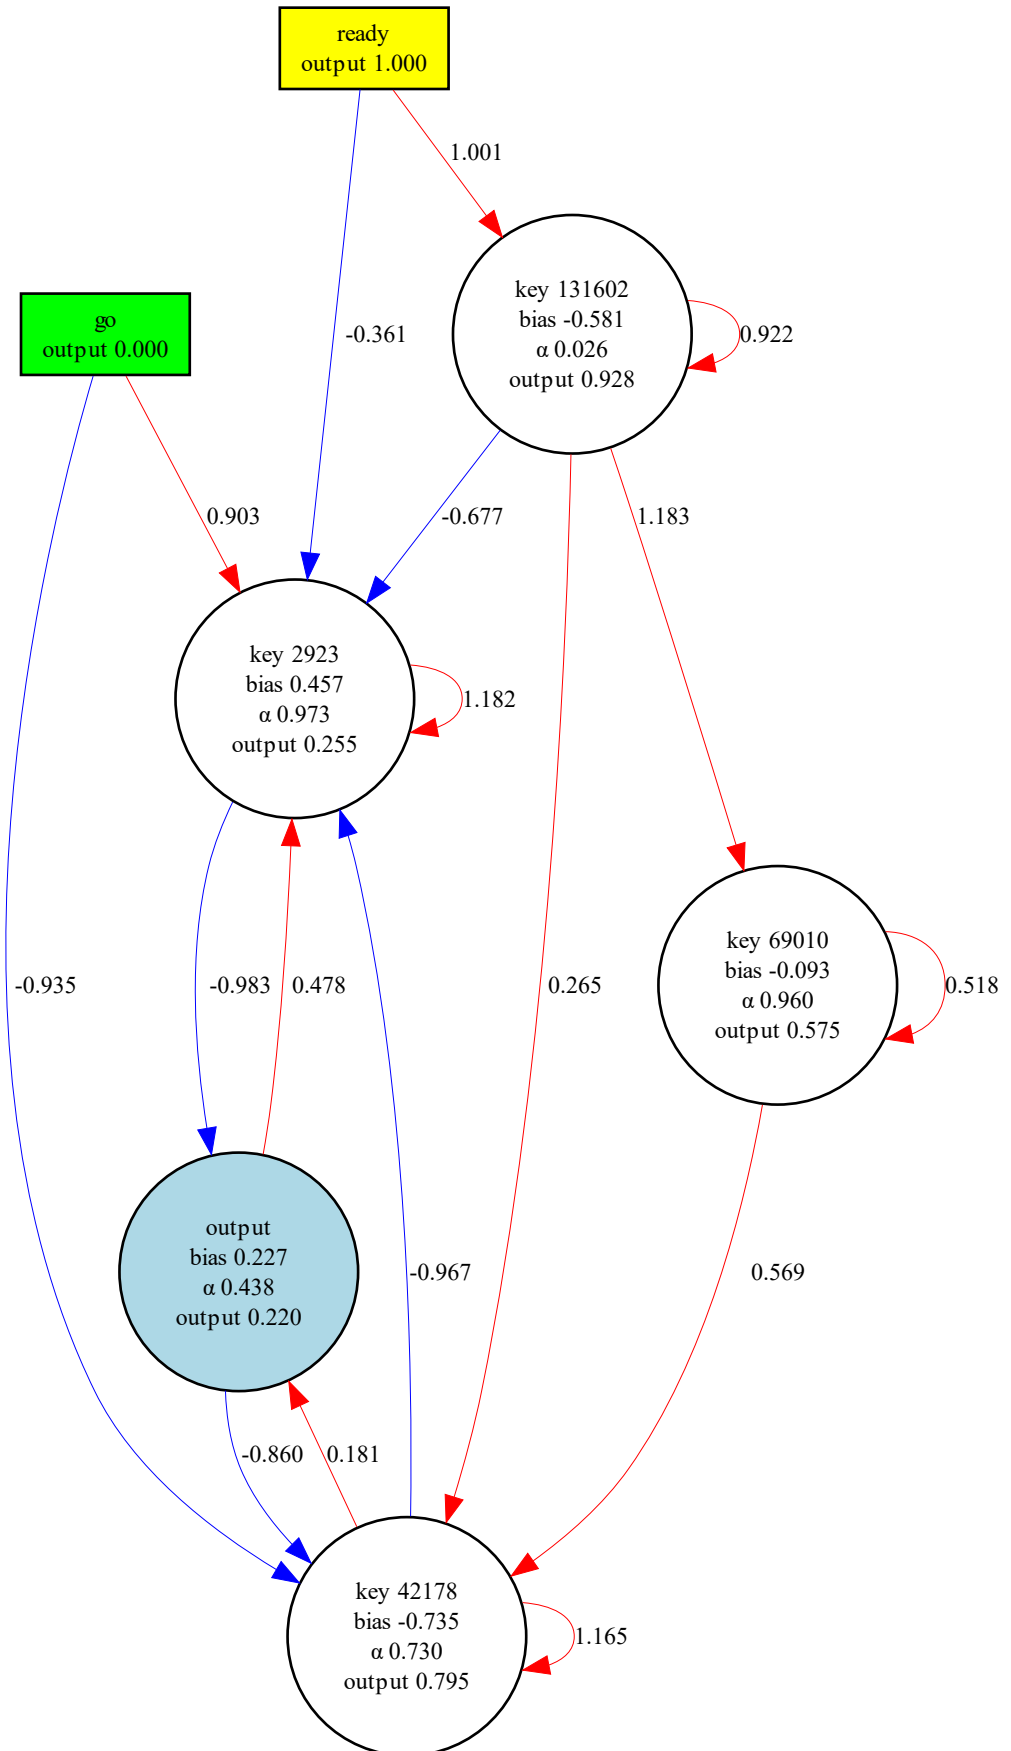 ready
output 1.000
1.001
key 131602
bias -0.581
α 0.026
output 0.928
0.922
go
output 0.000
-0.361
0.903
-0.677
1.183
key 2923
bias 0.457
α 0.973
output 0.255
1.182
key 69010
bias -0.093
α 0.960
output 0.575
0.518
-0.935
-0.983
0.478
0.265
output
bias 0.227
α 0.438
output 0.220
-0.967
0.569
-0.860
0.181
key 42178
bias -0.735
α 0.730
output 0.795
1.165